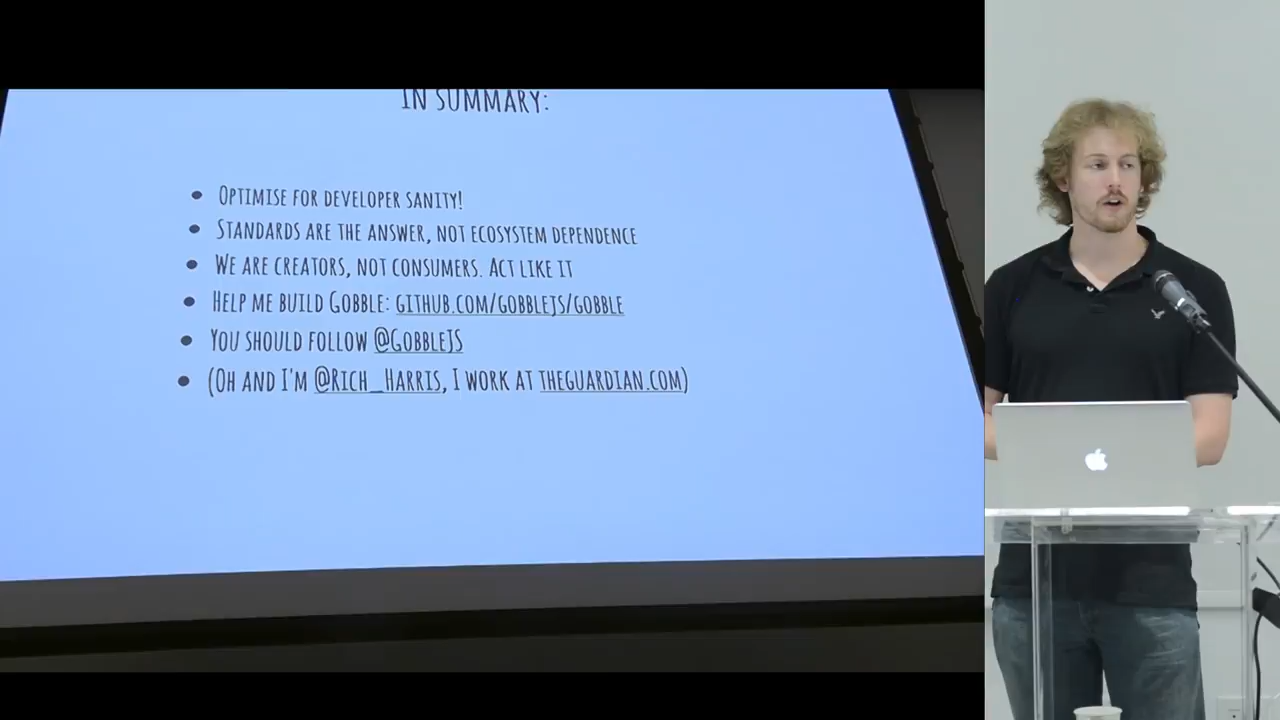 IN SUMMARY:
OPTIMISE FOR DEVELOPER SANITY!
STANDARDS ARE THE ANSWER, NOT ECOSYSTEM DEPENDENCE
WE ARE CREATORS, NOT CONSUMERS. ACT LIKE IT
HELP ME BUILD GOBBLE: GITHUB.COM/GOBBLEJS/GOBBLE
YOU SHOULD FOLLOW @GOBBLEJS
(OH AND I'M @RICH_HARRIS, I WORK AT THEGUARDIAN.COM)